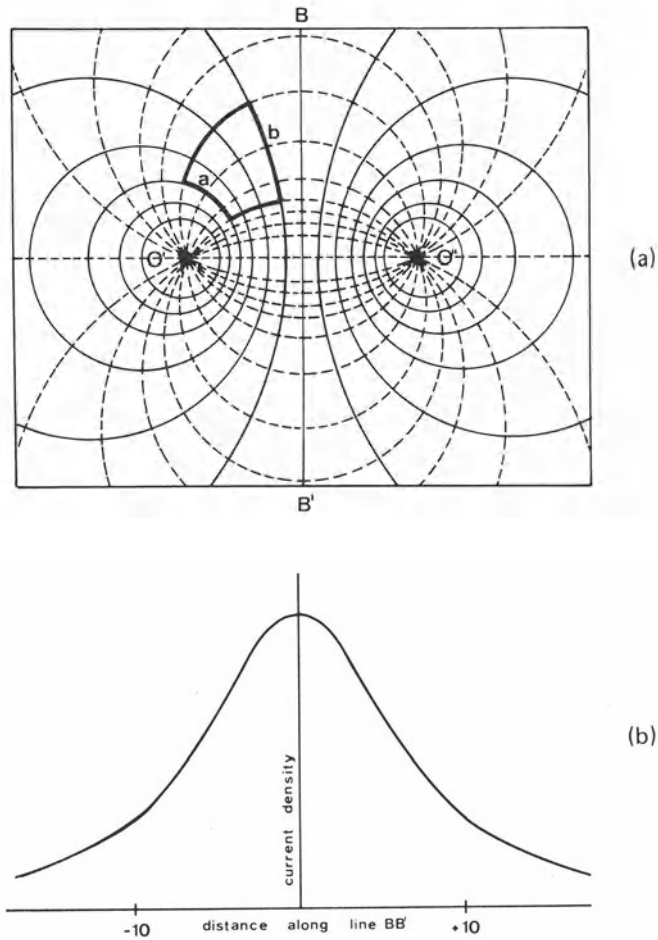 B
a
b
O'
O"
(a)
B'
current density
(b)
-10
distance along line BB'
+10